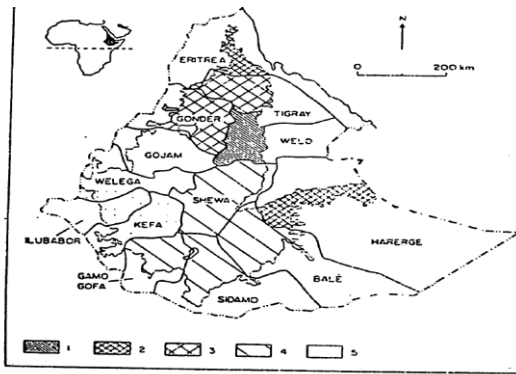 N
ERITREA
0 200 km
TIGRAY
GONDER
WELO
GOJAM
WELEGA
SHEWA
KEFA
ILUBABOR
HARERGE
GAMO
GOFA
BALÉ
SIDAMO
1 2 3 4 5